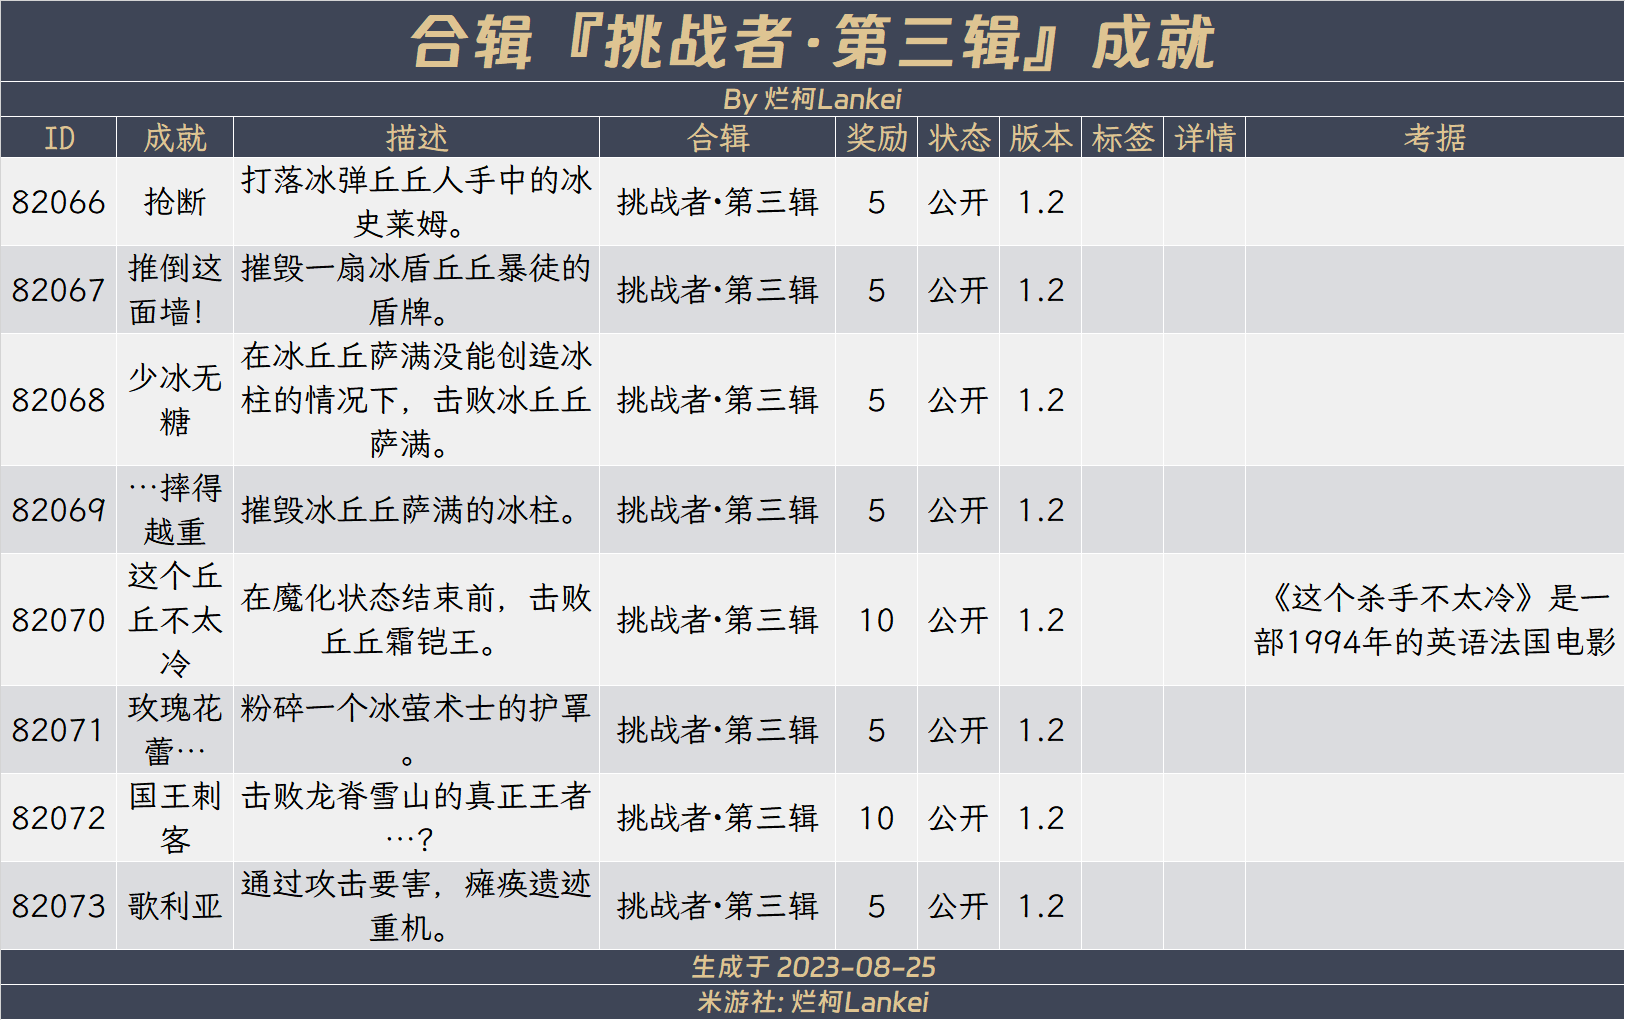 合辑『挑战者·第三辑』成就
By 烂柯Lankei
ID 成就 描述 合辑 奖励 状态 版本 标签 详情 考据
82066 抢断 打落冰弹丘丘人手中的冰史莱姆。 挑战者·第三辑 5 公开 1.2
82067 推倒这面墙！ 摧毁一扇冰盾丘丘暴徒的盾牌。 挑战者·第三辑 5 公开 1.2
82068 少冰无糖 在冰丘丘萨满没能创造冰柱的情况下，击败冰丘丘萨满。 挑战者·第三辑 5 公开 1.2
82069 …摔得越重 摧毁冰丘丘萨满的冰柱。 挑战者·第三辑 5 公开 1.2
82070 这个丘丘不太冷 在魔化状态结束前，击败丘丘霜铠王。 挑战者·第三辑 10 公开 1.2 《这个杀手不太冷》是一部1994年的英语法国电影
82071 玫瑰花蕾… 粉碎一个冰萤术士的护罩。 挑战者·第三辑 5 公开 1.2
82072 国王刺客 击败龙脊雪山的真正王者…？ 挑战者·第三辑 10 公开 1.2
82073 歌利亚 通过攻击要害，瘫痪遗迹重机。 挑战者·第三辑 5 公开 1.2
生成于 2023-08-25
米游社: 烂柯Lankei